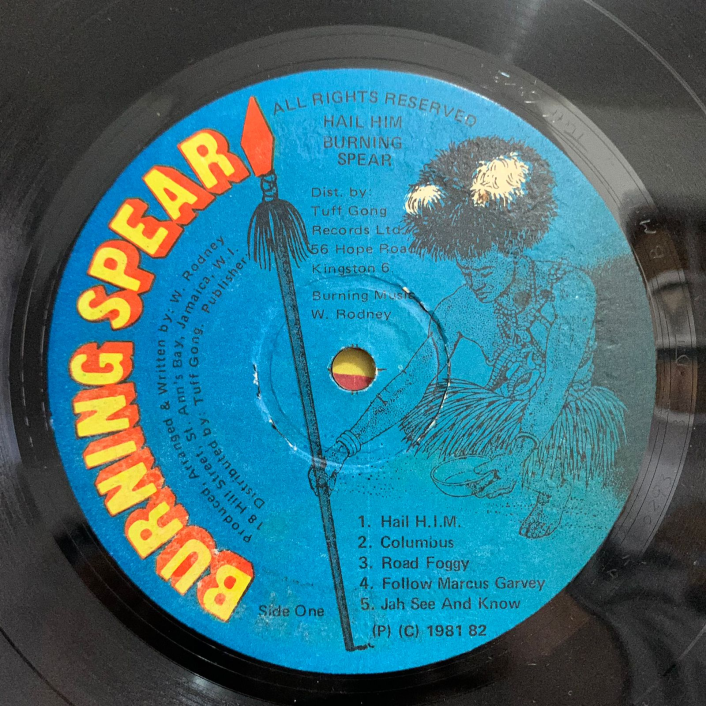 ALL RIGHTS RESERVED
HAIL HIM
BURNING
SPEAR
BURNING SPEAR
Dist. by:
Tuff Gong
Records Ltd.
56 Hope Road
Kingston 6
Burning Music
W. Rodney
Produced, Arranged & Written by: W. Rodney
18 Hill Street, St. Ann's Bay, Jamaica, W.I.
Distributed by: Tuff Gong, Publisher
1. Hail H.I.M.
2. Columbus
3. Road Foggy
4. Follow Marcus Garvey
5. Jah See And Know
Side One
(P) (C) 1981 82